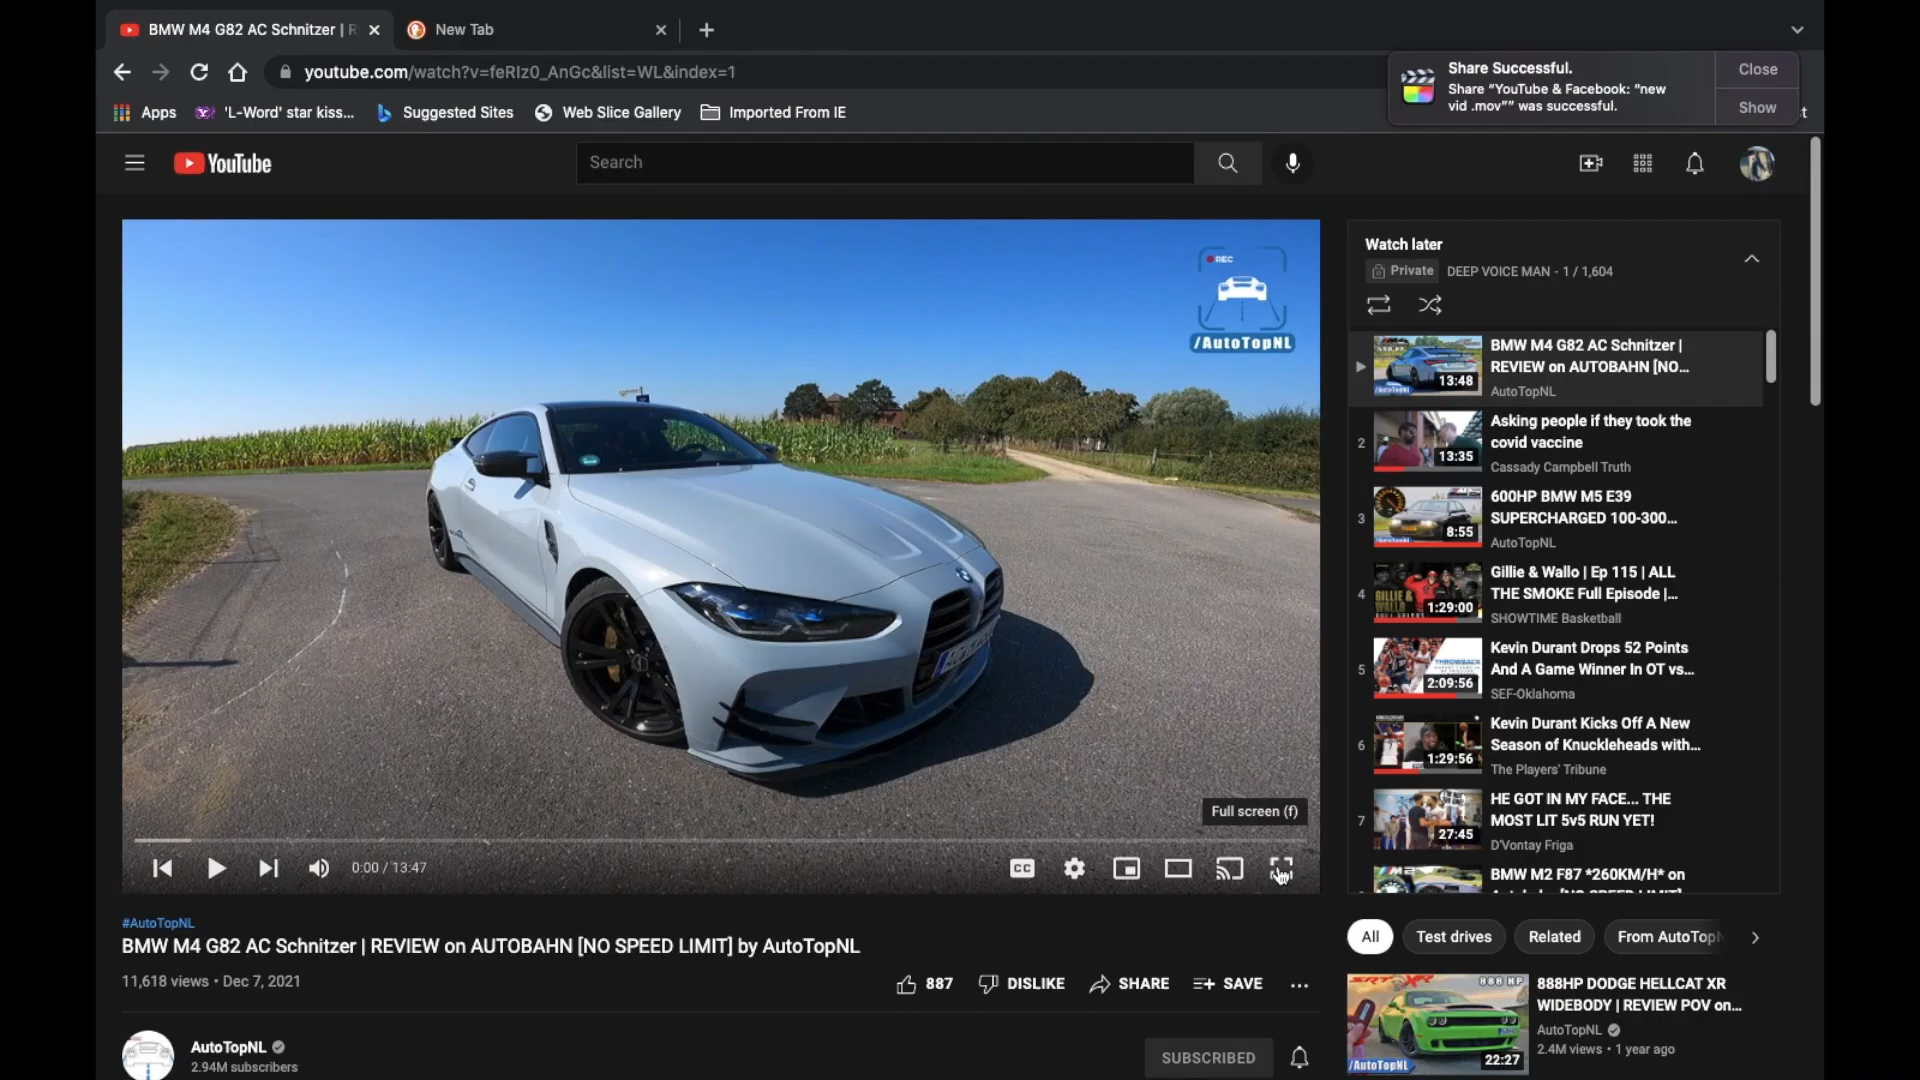 BMW M4 G82 AC Schnitzer | R
New Tab
youtube.com/watch?v=feRIz0_AnGc&list=WL&index=1
Share Successful.
Share “YouTube & Facebook: “new
vid .mov”” was successful.
Close
Show
Apps
'L-Word' star kiss...
Suggested Sites
Web Slice Gallery
Imported From IE
YouTube
Search
REC
/AutoTopNL
Full screen (f)
0:00 / 13:47
CC
#AutoTopNL
BMW M4 G82 AC Schnitzer | REVIEW on AUTOBAHN [NO SPEED LIMIT] by AutoTopNL
11,618 views • Dec 7, 2021
887
DISLIKE
SHARE
SAVE
AutoTopNL
2.94M subscribers
SUBSCRIBED
Watch later
Private
DEEP VOICE MAN - 1 / 1,604
13:48
BMW M4 G82 AC Schnitzer |
REVIEW on AUTOBAHN [NO...
AutoTopNL
2
13:35
Asking people if they took the
covid vaccine
Cassady Campbell Truth
3
8:55
600HP BMW M5 E39
SUPERCHARGED 100-300...
AutoTopNL
4
GILLIE &
WALLO
1:29:00
Gillie & Wallo | Ep 115 | ALL
THE SMOKE Full Episode |...
SHOWTIME Basketball
5
2:09:56
Kevin Durant Drops 52 Points
And A Game Winner In OT vs...
SEF-Oklahoma
6
1:29:56
Kevin Durant Kicks Off A New
Season of Knuckleheads with...
The Players' Tribune
7
27:45
HE GOT IN MY FACE... THE
MOST LIT 5v5 RUN YET!
D'Vontay Friga
BMW M2 F87 *260KM/H* on
All
Test drives
Related
From AutoTopN
SRT XR
888 HP
/AutoTopNL
22:27
888HP DODGE HELLCAT XR
WIDEBODY | REVIEW POV on...
AutoTopNL
2.4M views • 1 year ago